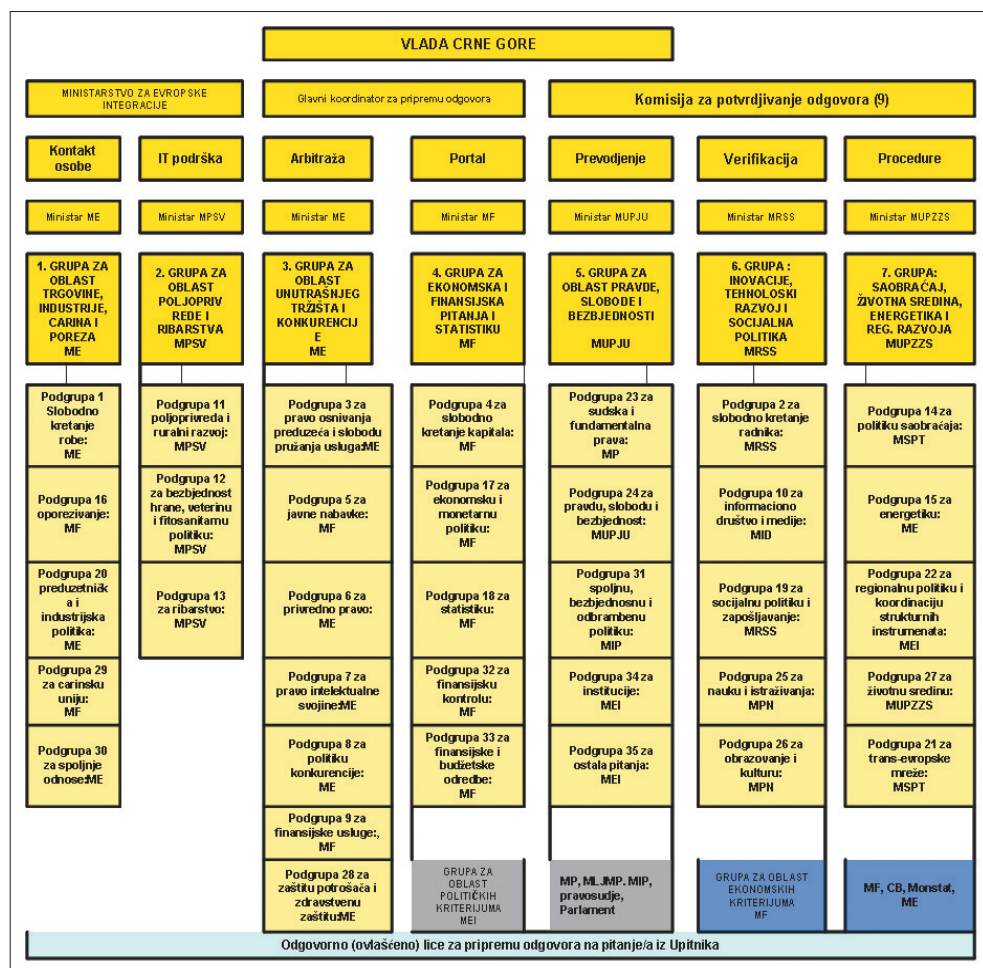 VLADA CRNE GORE
MINISTARSTVO ZA EVROPSKE
INTEGRACIJE
Glavni koordinator za pripremu odgovora
Komisija za potvrdjivanje odgovora (9)
Kontakt
osobe
IT podrška
Arbitraža
Portal
Prevodjenje
Verifikacija
Procedure
Ministar ME
Ministar MPSV
Ministar ME
Ministar MF
Ministar MUPJU
Ministar MRSS
Ministar MUPZZS
1. GRUPA ZA
OBLAST
TRGOVINE,
INDUSTRIJE,
CARINA I
POREZA
ME
2. GRUPA ZA
OBLAST
POLJOPRIV
REDE I
RIBARSTVA
MPSV
3. GRUPA ZA
OBLAST
UNUTRAŠNJEG
TRŽIŠTA I
KONKURENCIJ
E
ME
4. GRUPA ZA
EKONOMSKA I
FINANSIJSKA
PITANJA I
STATISTIKU
MF
5. GRUPA ZA
OBLAST PRAVDE,
SLOBODE I
BEZBJEDNOSTI
MUPJU
6. GRUPA :
INOVACIJE,
TEHNOLOSKI
RAZVOJ I
SOCIJALNA
POLITIKA
MRSS
7. GRUPA:
SAOBRAĆAJ,
ŽIVOTNA SREDINA,
ENERGETIKA I
REG. RAZVOJA
MUPZZS
Podgrupa 1
Slobodno
kretanje
robe:
ME
Podgrupa 11
poljoprivreda i
ruralni razvoj:
MPSV
Podgrupa 3 za
pravo osnivanja
preduzeća i slobodu
pružanja usluga:ME
Podgrupa 4 za
slobodno
kretanje kapitala:
MF
Podgrupa 23 za
sudska i
fundamentalna
prava:
MP
Podgrupa 2 za
slobodno kretanje
radnika:
MRSS
Podgrupa 14 za
politiku saobraćaja:
MSPT
Podgrupa 16
oporezivanje:
MF
Podgrupa 12
za bezbjednost
hrane, veterinu
i fitosanitarnu
politiku:
MPSV
Podgrupa 5 za
javne nabavke:
MF
Podgrupa 17 za
ekonomsku i
monetarnu
politiku:
MF
Podgrupa 24 za
pravdu, slobodu i
bezbjednost:
MUPJU
Podgrupa 10 za
informaciono
društvo i medije:
MID
Podgrupa 15 za
energetiku:
ME
Podgrupa 20
preduzetničk
a i
industrijska
politika:
ME
Podgrupa 13
za ribarstvo:
MPSV
Podgrupa 6 za
privredno pravo:
ME
Podgrupa 18 za
statistiku:
MF
Podgrupa 31
spoljnu,
bezbjednosnu i
odbrambenu
politiku:
MIP
Podgrupa 19 za
socijalnu politiku i
zapošljavanje:
MRSS
Podgrupa 22 za
regionalnu politiku i
koordinaciju
strukturnih
instrumenata:
MEI
Podgrupa 29
za carinsku
uniju:
MF
Podgrupa 7 za
pravo intelektualne
svojine:ME
Podgrupa 32 za
finansijsku
kontrolu:
MF
Podgrupa 34 za
institucije:
MEI
Podgrupa 25 za
nauku i istraživanja:
MPN
Podgrupa 27 za
životnu sredinu:
MUPZZS
Podgrupa 30
za spoljnje
odnose:ME
Podgrupa 8 za
politiku
konkurencije:
ME
Podgrupa 33 za
finansijske i
budžetske
odredbe:
MF
Podgrupa 35 za
ostala pitanja:
MEI
Podgrupa 26 za
obrazovanje i
kulturu:
MPN
Podgrupa 21 za
trans-evropske
mreže:
MSPT
Podgrupa 9 za
finansijske usluge:,
MF
Podgrupa 28 za
zaštitu potrošača i
zdravstvenu
zaštitu:ME
GRUPA ZA
OBLAST
POLITIČKIH
KRITERIJUMA
MEI
MP, MLJMP. MIP,
pravosudje,
Parlament
GRUPA ZA OBLAST
EKONOMSKIH
KRITERIJUMA
MF
MF, CB, Monstat,
ME
Odgovorno (ovlašćeno) lice za pripremu odgovora na pitanje/a iz Upitnika